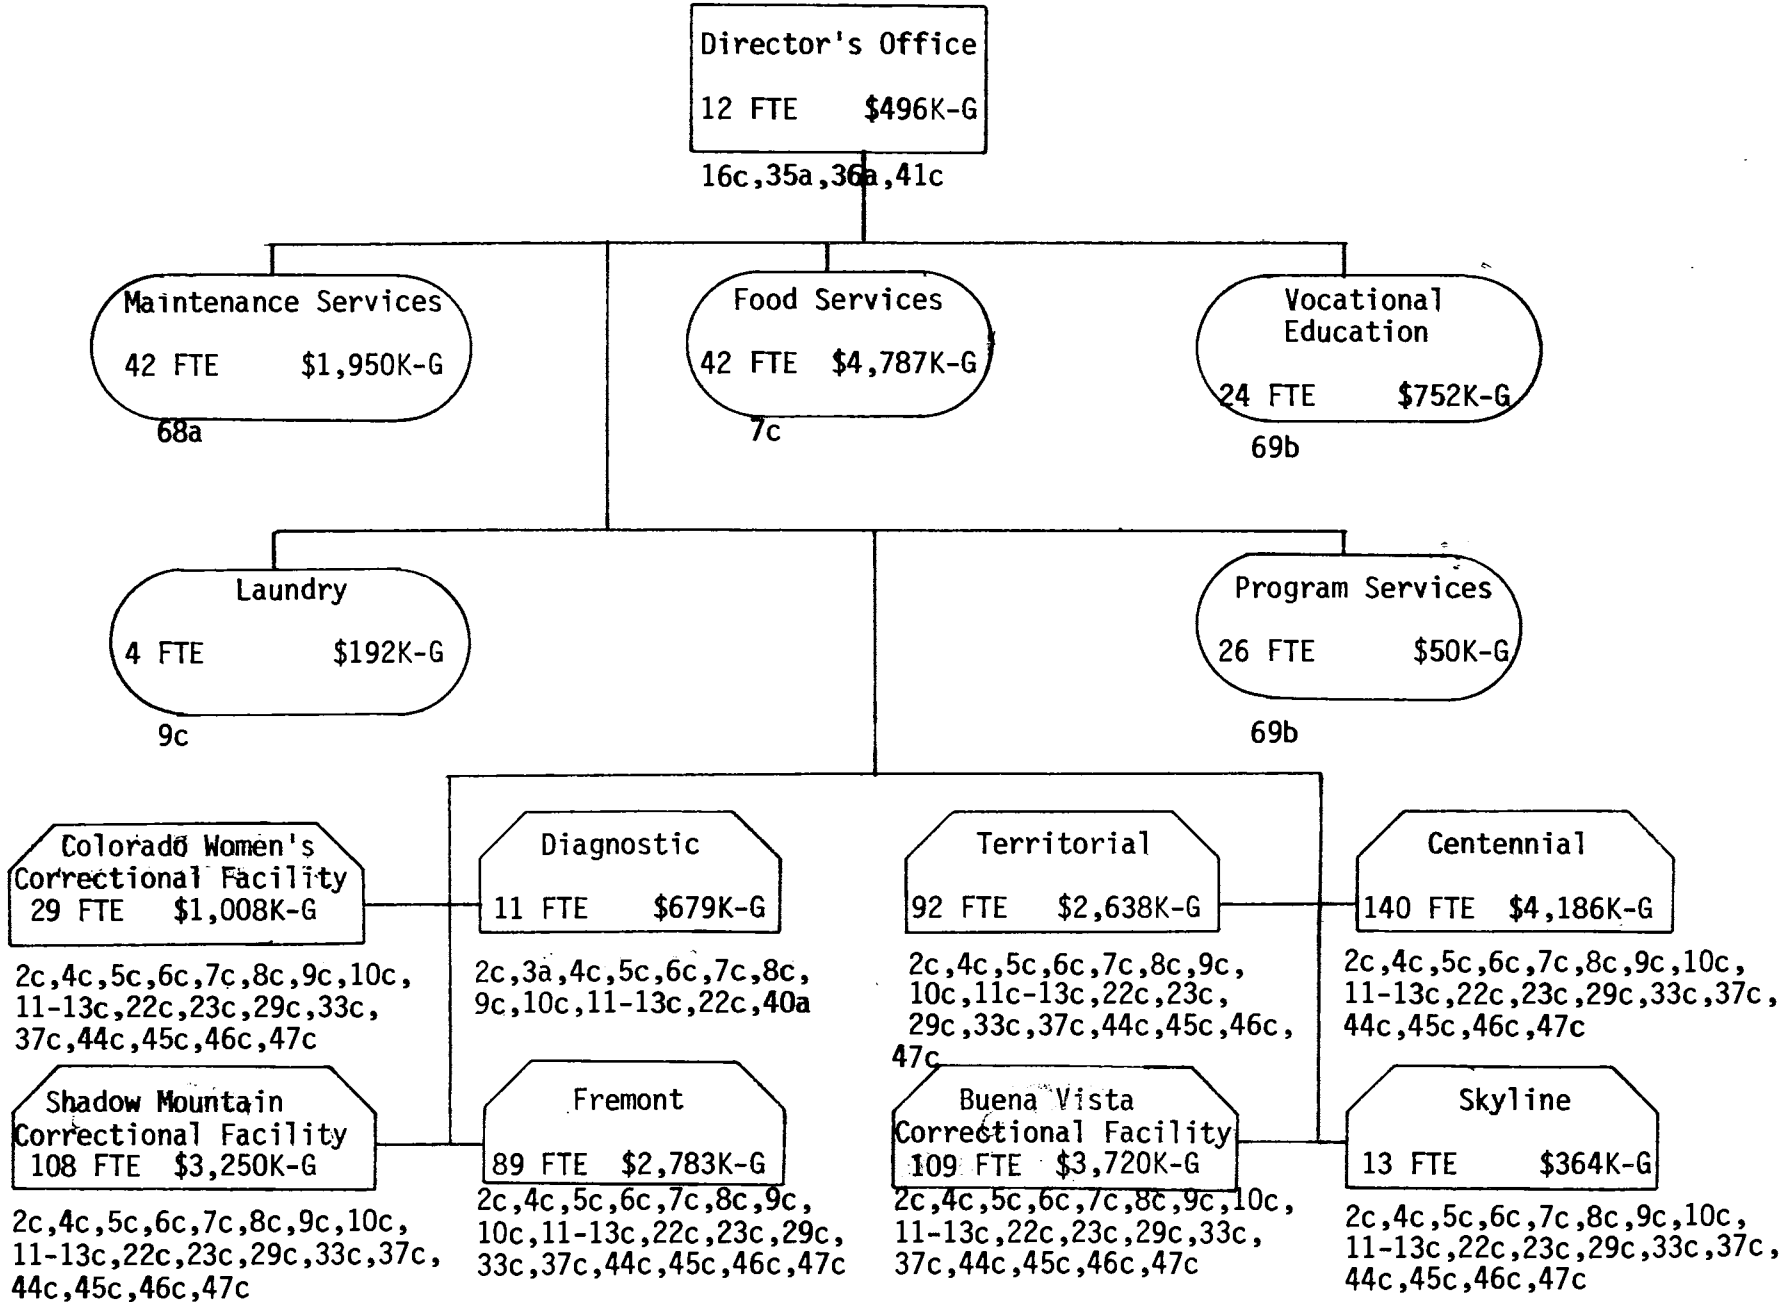 Director's Office
12 FTE $496K-G
16c,35a,36a,41c
Maintenance Services
42 FTE $1,950K-G
68a
Food Services
42 FTE $4,787K-G
7c
Vocational
Education
24 FTE $752K-G
69b
Laundry
4 FTE $192K-G
9c
Program Services
26 FTE $50K-G
69b
Colorado Women's
Correctional Facility
29 FTE $1,008K-G
2c,4c,5c,6c,7c,8c,9c,10c,
11-13c,22c,23c,29c,33c,
37c,44c,45c,46c,47c
Diagnostic
11 FTE $679K-G
2c,3a,4c,5c,6c,7c,8c,
9c,10c,11-13c,22c,40a
Territorial
92 FTE $2,638K-G
2c,4c,5c,6c,7c,8c,9c,
10c,11c-13c,22c,23c,
29c,33c,37c,44c,45c,46c,
47c
Centennial
140 FTE $4,186K-G
2c,4c,5c,6c,7c,8c,9c,10c,
11-13c,22c,23c,29c,33c,37c,
44c,45c,46c,47c
Shadow Mountain
Correctional Facility
108 FTE $3,250K-G
2c,4c,5c,6c,7c,8c,9c,10c,
11-13c,22c,23c,29c,33c,37c,
44c,45c,46c,47c
Fremont
89 FTE $2,783K-G
2c,4c,5c,6c,7c,8c,9c,
10c,11-13c,22c,23c,29c,
33c,37c,44c,45c,46c,47c
Buena Vista
Correctional Facility
109 FTE $3,720K-G
2c,4c,5c,6c,7c,8c,9c,10c,
11-13c,22c,23c,29c,33c,
37c,44c,45c,46c,47c
Skyline
13 FTE $364K-G
2c,4c,5c,6c,7c,8c,9c,10c,
11-13c,22c,23c,29c,33c,37c,
44c,45c,46c,47c